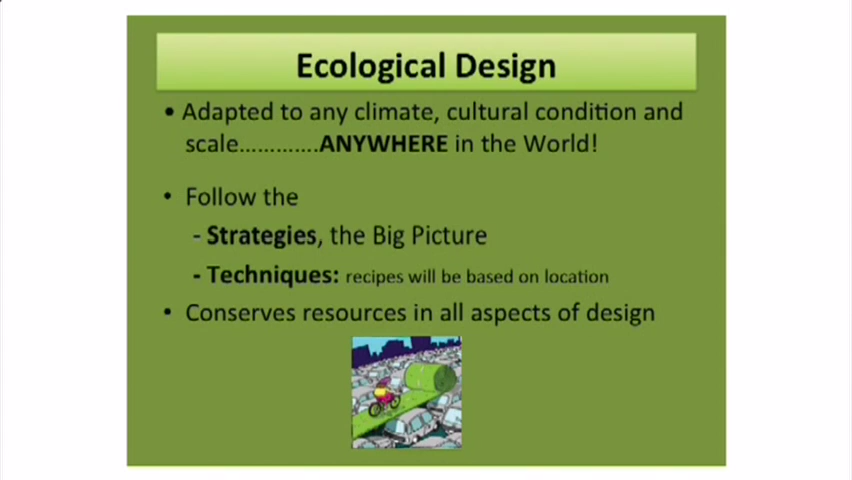 Ecological Design
• Adapted to any climate, cultural condition and
scale………….ANYWHERE in the World!
• Follow the
- Strategies, the Big Picture
- Techniques: recipes will be based on location
• Conserves resources in all aspects of design